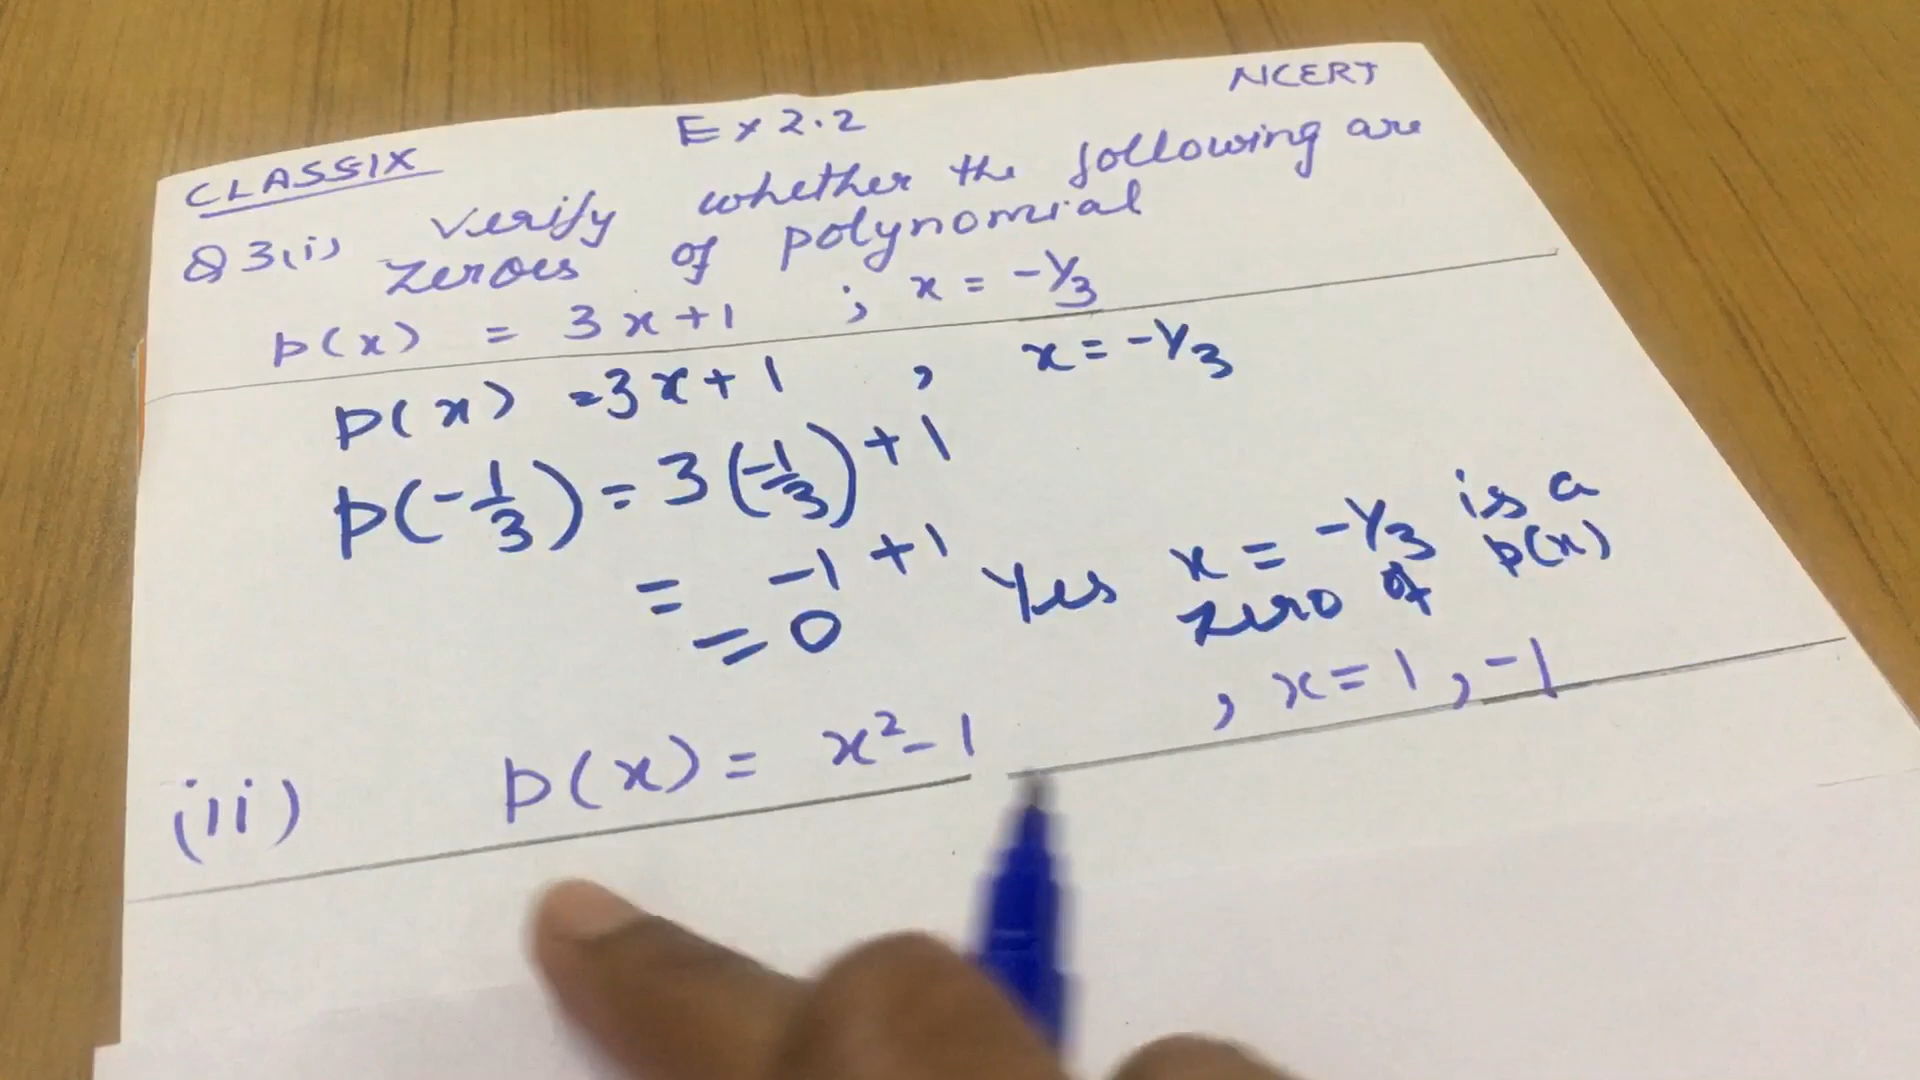 NCERT
Ex 2.2
CLASS IX
Q 3(i) Verify whether the following are
zeroes of polynomial
p(x) = 3x+1 ; x = -1/3
p(x) = 3x+1 , x = -1/3
p(-1/3) = 3(-1/3) + 1
= -1 + 1
= 0 Yes x = -1/3 is a
zero of p(x)
(iii) p(x) = x²-1 , x = 1, -1